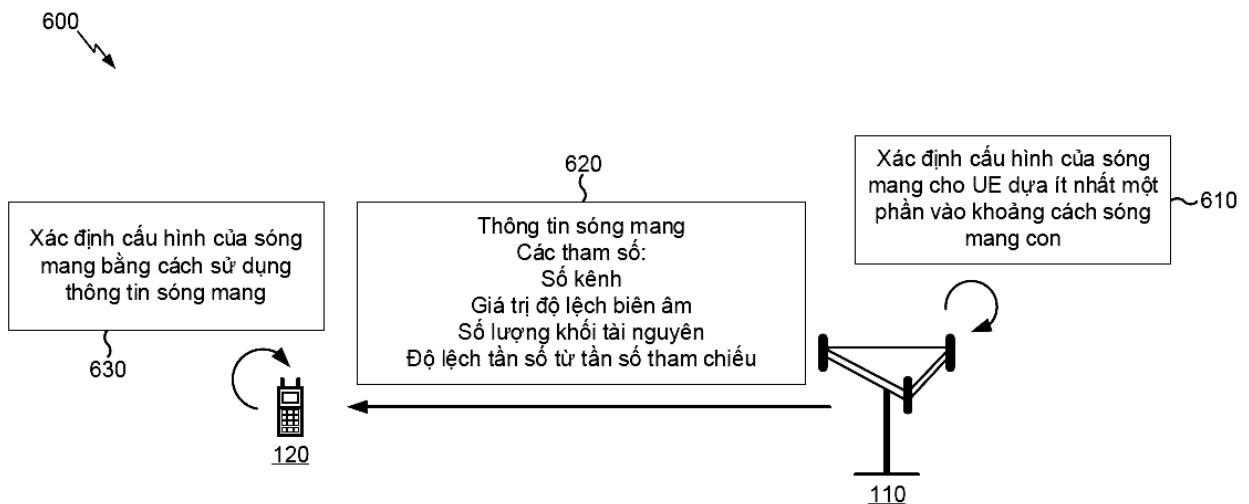 600
Xác định cấu hình của sóng
mang cho UE dựa ít nhất một
phần vào khoảng cách sóng
mang con
610
620
Thông tin sóng mang
Các tham số:
Số kênh
Giá trị độ lệch biên âm
Số lượng khối tài nguyên
Độ lệch tần số từ tần số tham chiếu
Xác định cấu hình của sóng
mang bằng cách sử dụng
thông tin sóng mang
630
120
110